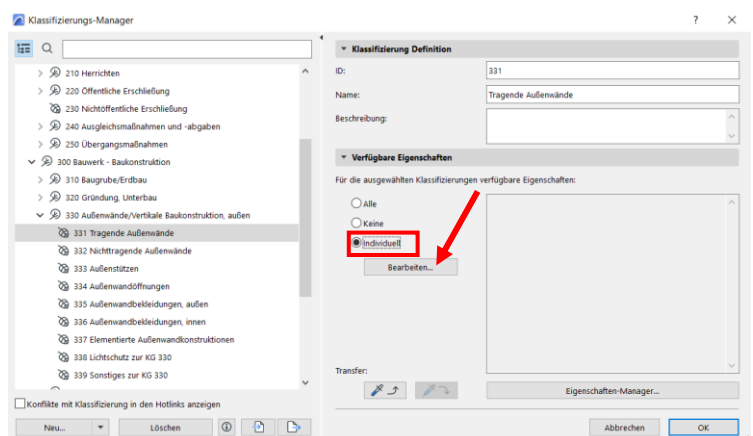 Klassifizierungs-Manager
? ×
210 Herrichten
220 Öffentliche Erschließung
230 Nichtöffentliche Erschließung
240 Ausgleichsmaßnahmen und -abgaben
250 Übergangsmaßnahmen
300 Bauwerk - Baukonstruktion
310 Baugrube/Erdbau
320 Gründung, Unterbau
330 Außenwände/Vertikale Baukonstruktion, außen
331 Tragende Außenwände
332 Nichttragende Außenwände
333 Außenstützen
334 Außenwandöffnungen
335 Außenwandbekleidungen, außen
336 Außenwandbekleidungen, innen
337 Elementierte Außenwandkonstruktionen
338 Lichtschutz zur KG 330
339 Sonstiges zur KG 330
Konflikte mit Klassifizierung in den Hotlinks anzeigen
Neu...
Löschen
Klassifizierung Definition
ID:
331
Name:
Tragende Außenwände
Beschreibung:
Verfügbare Eigenschaften
Für die ausgewählten Klassifizierungen verfügbare Eigenschaften:
Alle
Keine
Individuell
Bearbeiten...
Transfer:
Eigenschaften-Manager...
Abbrechen
OK